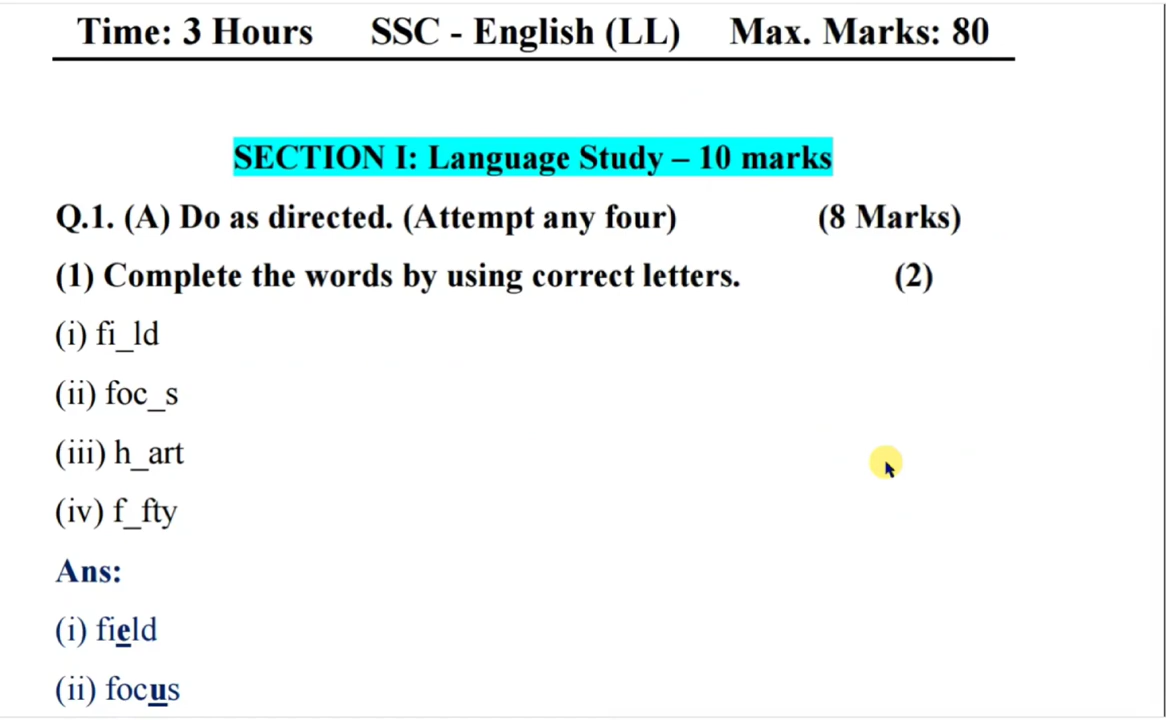 Time: 3 Hours SSC - English (LL) Max. Marks: 80
SECTION I: Language Study – 10 marks
Q.1. (A) Do as directed. (Attempt any four) (8 Marks)
(1) Complete the words by using correct letters. (2)
(i) fi_ld
(ii) foc_s
(iii) h_art
(iv) f_fty
Ans:
(i) field
(ii) focus